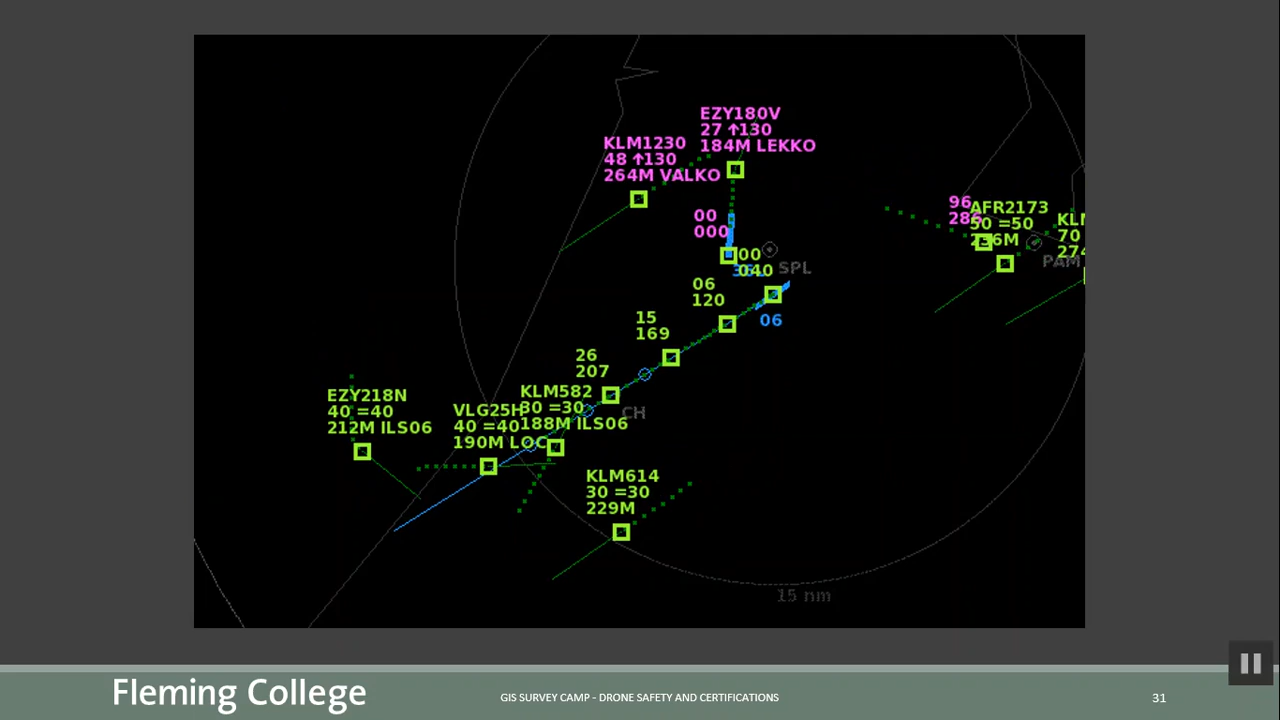 EZY180V
27 ↑130
184M LEKKO
KLM1230
48 ↑130
264M VALKO
00
000
00
040
SPL
06
120
06
15
169
26
207
CH
96
AFR2173
50 =50
70
274
PAM
EZY218N
40 =40
212M ILS06
VLG25H
40 =40
190M LOC
KLM582
30 =30
188M ILS06
KLM614
30 =30
229M
15 nm
Fleming College
GIS SURVEY CAMP - DRONE SAFETY AND CERTIFICATIONS
31